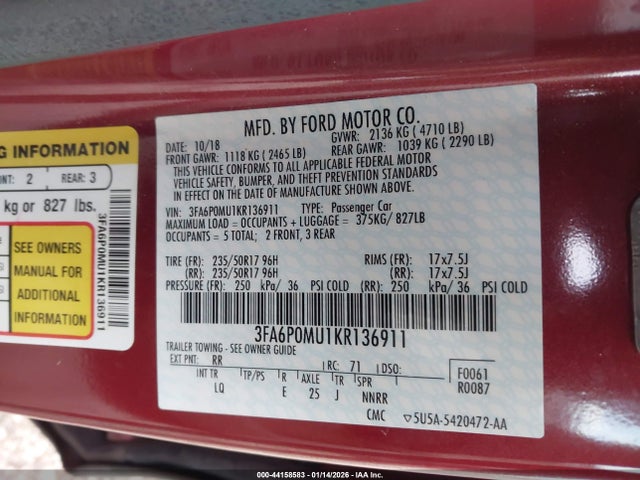 MFD. BY FORD MOTOR CO.
DATE: 10/18 GVWR: 2136 KG ( 4710 LB)
FRONT GAWR: 1118 KG ( 2465 LB) REAR GAWR: 1039 KG ( 2290 LB)
THIS VEHICLE CONFORMS TO ALL APPLICABLE FEDERAL MOTOR
VEHICLE SAFETY, BUMPER, AND THEFT PREVENTION STANDARDS
IN EFFECT ON THE DATE OF MANUFACTURE SHOWN ABOVE.
VIN: 3FA6P0MU1KR136911 TYPE: Passenger Car
MAXIMUM LOAD = OCCUPANTS + LUGGAGE = 375KG/ 827LB
OCCUPANTS = 5 TOTAL; 2 FRONT, 3 REAR
TIRE (FR): 235/50R17 96H RIMS (FR): 17x7.5J
(RR): 235/50R17 96H (RR): 17x7.5J
PRESSURE (FR): 250 kPa/ 36 PSI COLD (RR): 250 kPa/ 36 PSI COLD
3FA6P0MU1KR136911
TRAILER TOWING - SEE OWNER GUIDE
EXT PNT: RR RC: 71 DSO: F0061
R0087
INT TR TP/PS R AXLE TR SPR
LQ E 25 J NNRR
CMC 5U5A-5420472-AA
G INFORMATION
NT: 2 REAR: 3
kg or 827 lbs.
SEE OWNERS
MANUAL FOR
ADDITIONAL
INFORMATION
3FA6P0MU1KR136911
000-44158583 - 01/14/2026 - IAA Inc.